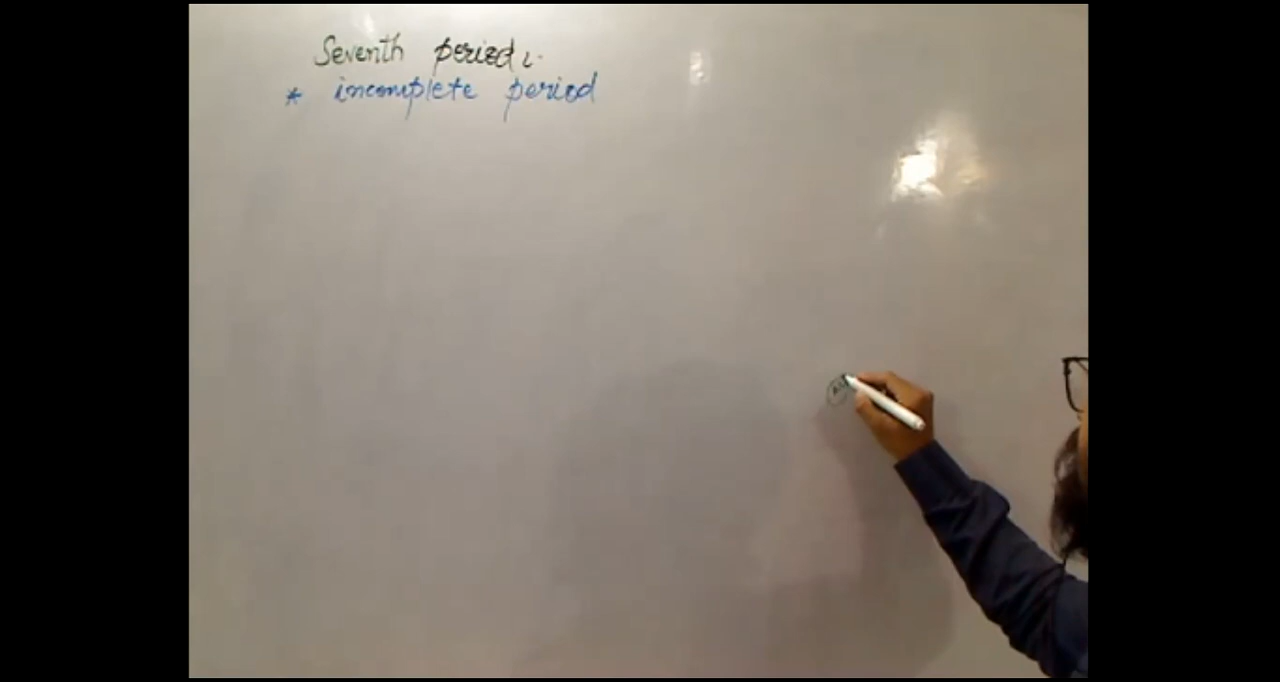 Seventh period :-
* incomplete period